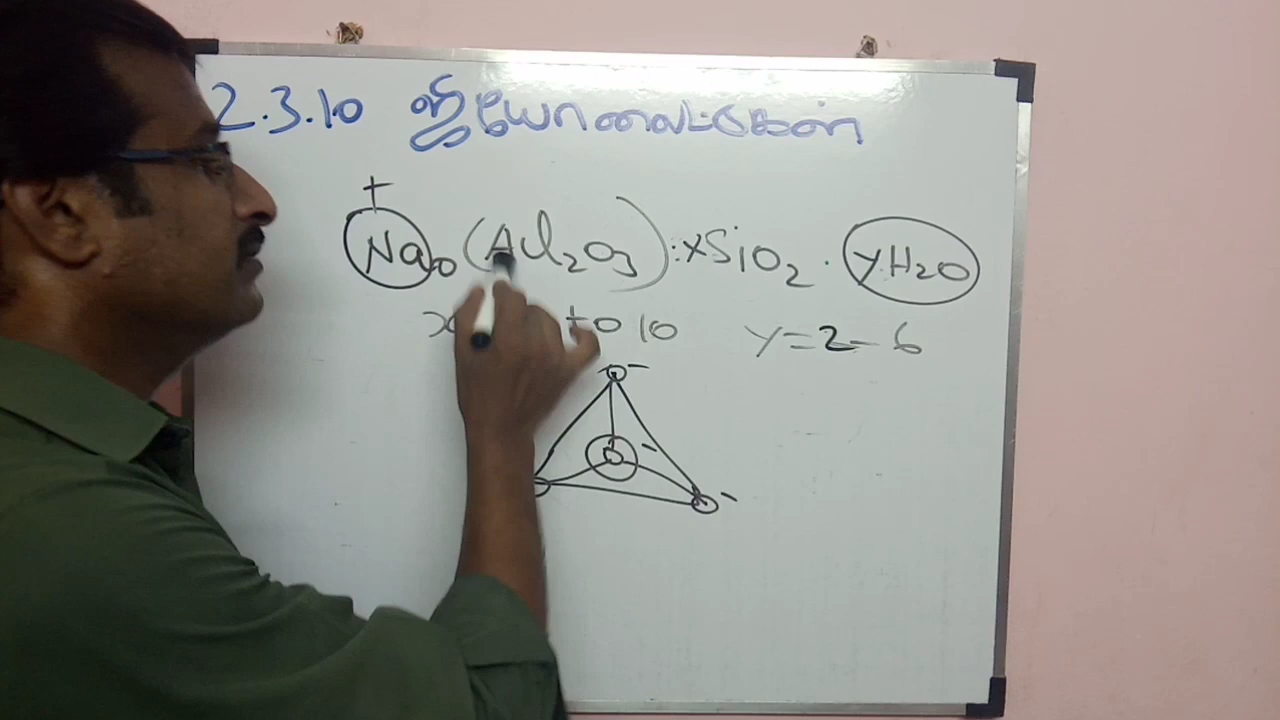 2.3.10 ஜியோலைட்டுகள்
+
Na₂O (Al₂O₃) : xSiO₂ . yH₂O
x to 10 y = 2 - 6